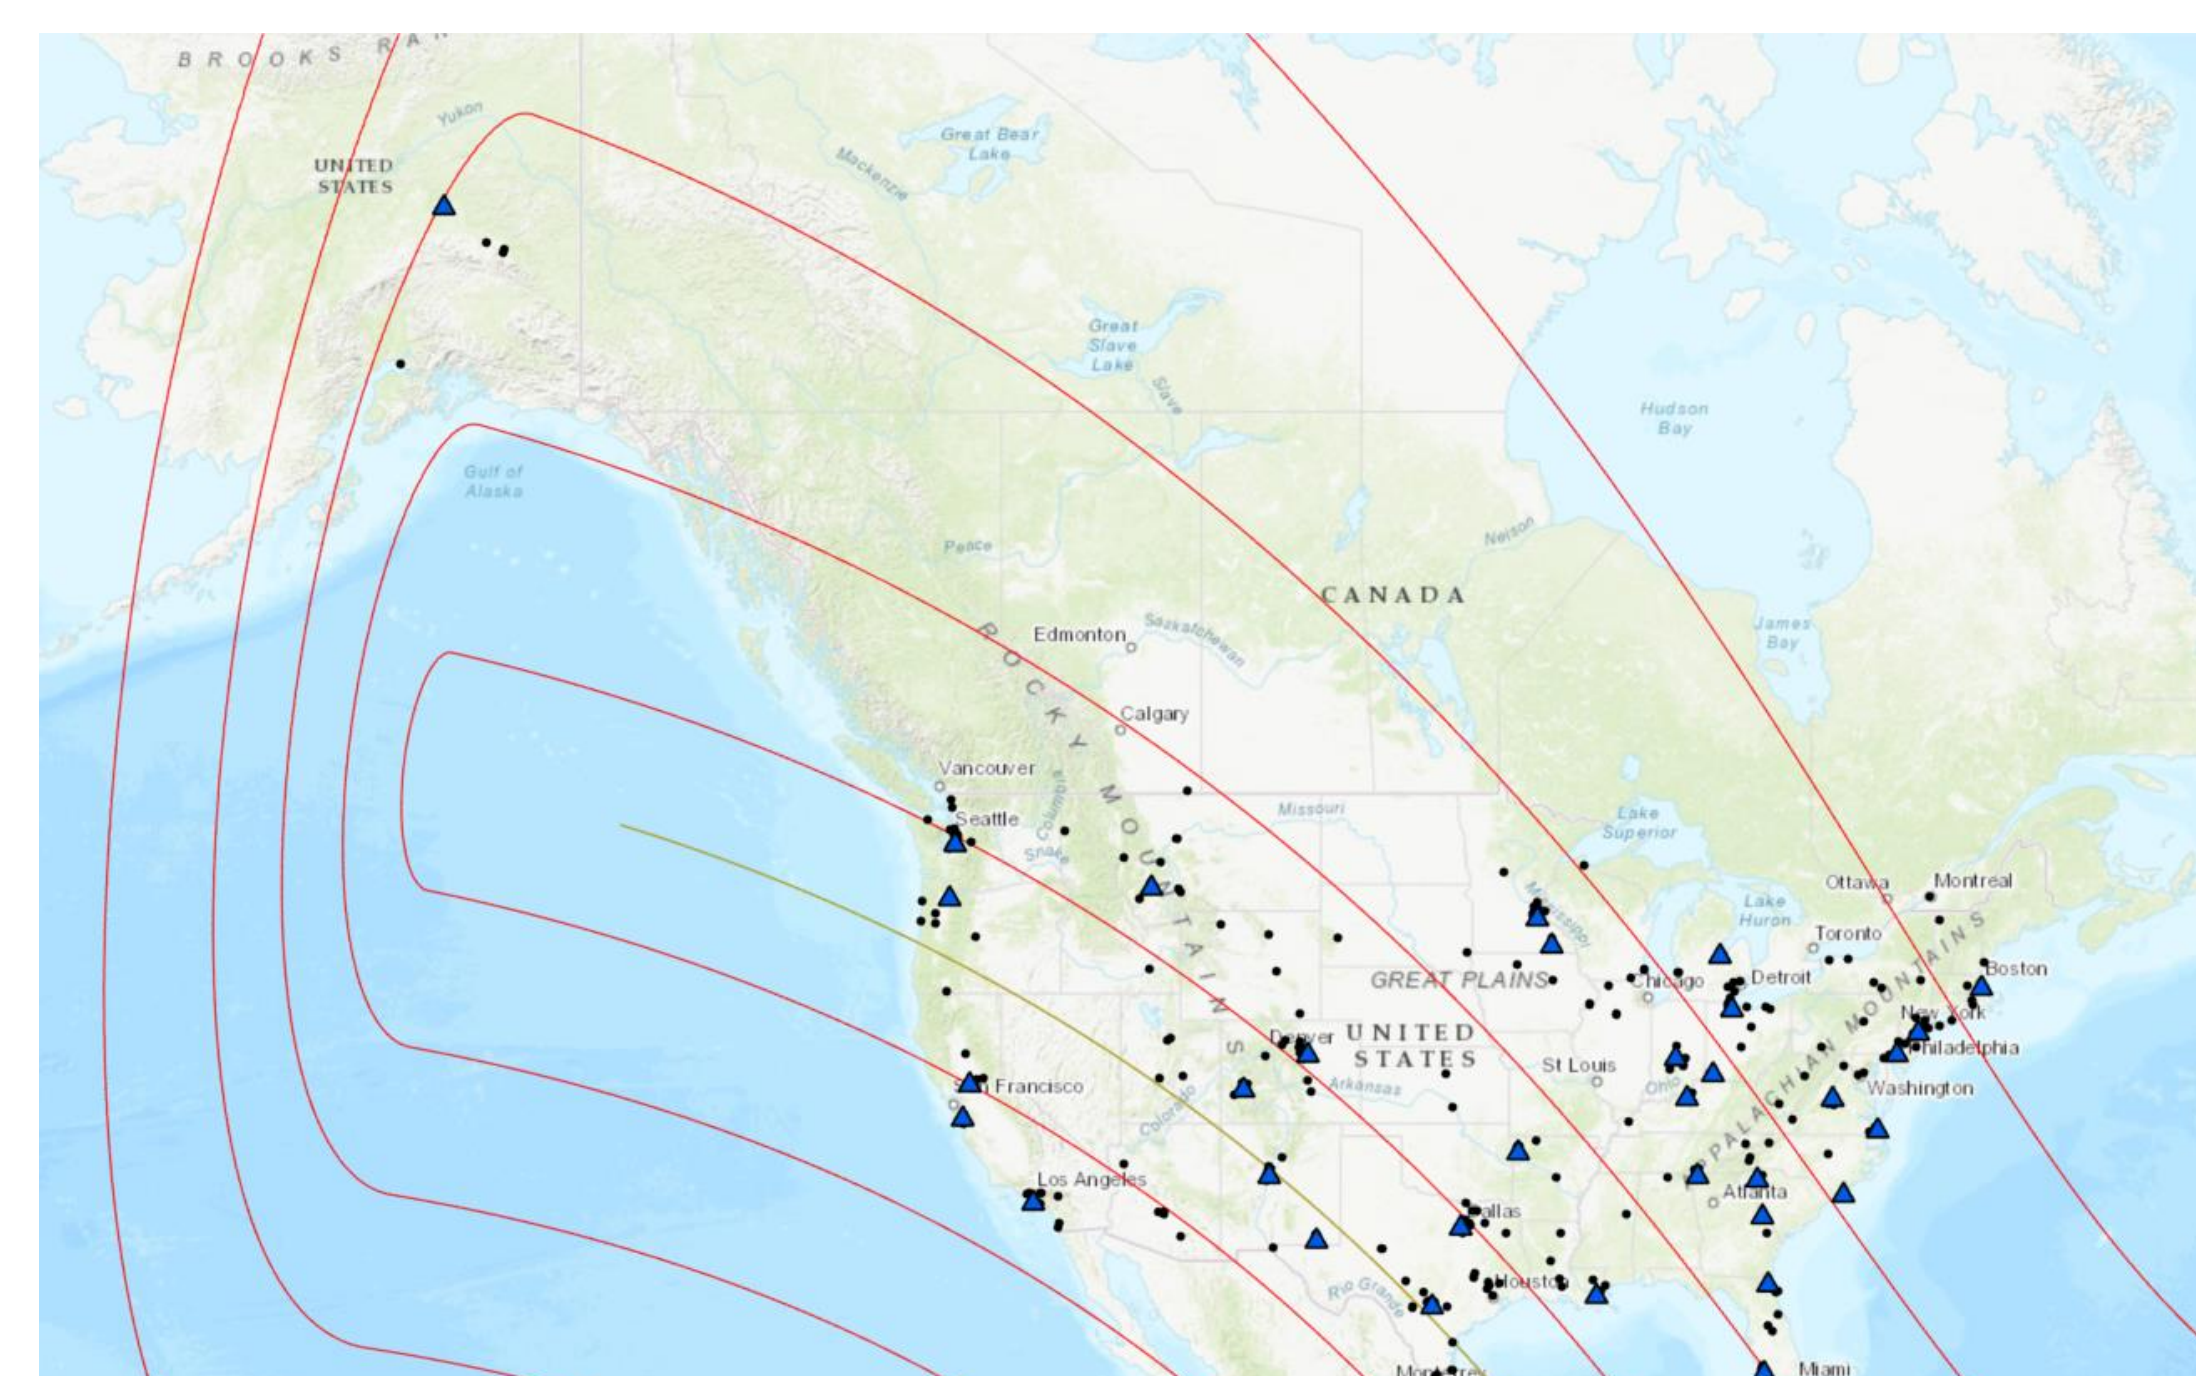 BROOKS RAN
Yukon
UNITED
STATES
Great Bear
Lake
Mackenzie
Great
Slave
Lake
Slave
Hudson
Bay
Gulf of
Alaska
Peace
Nelson
CANADA
Edmonton
Saskatchewan
James
Bay
ROCKY MOUNTAINS
Calgary
Vancouver
Columbia
Missouri
Lake
Superior
Seattle
Snake
Mississippi
Ottawa
Montreal
Lake
Huron
Toronto
Boston
GREAT PLAINS
Chicago
Detroit
New York
Denver
UNITED
STATES
St Louis
Philadelphia
San Francisco
Arkansas
Ohio
Washington
Colorado
APPALACHIAN MOUNTAINS
Los Angeles
Atlanta
Dallas
Rio Grande
Houston
Monterrey
Miami